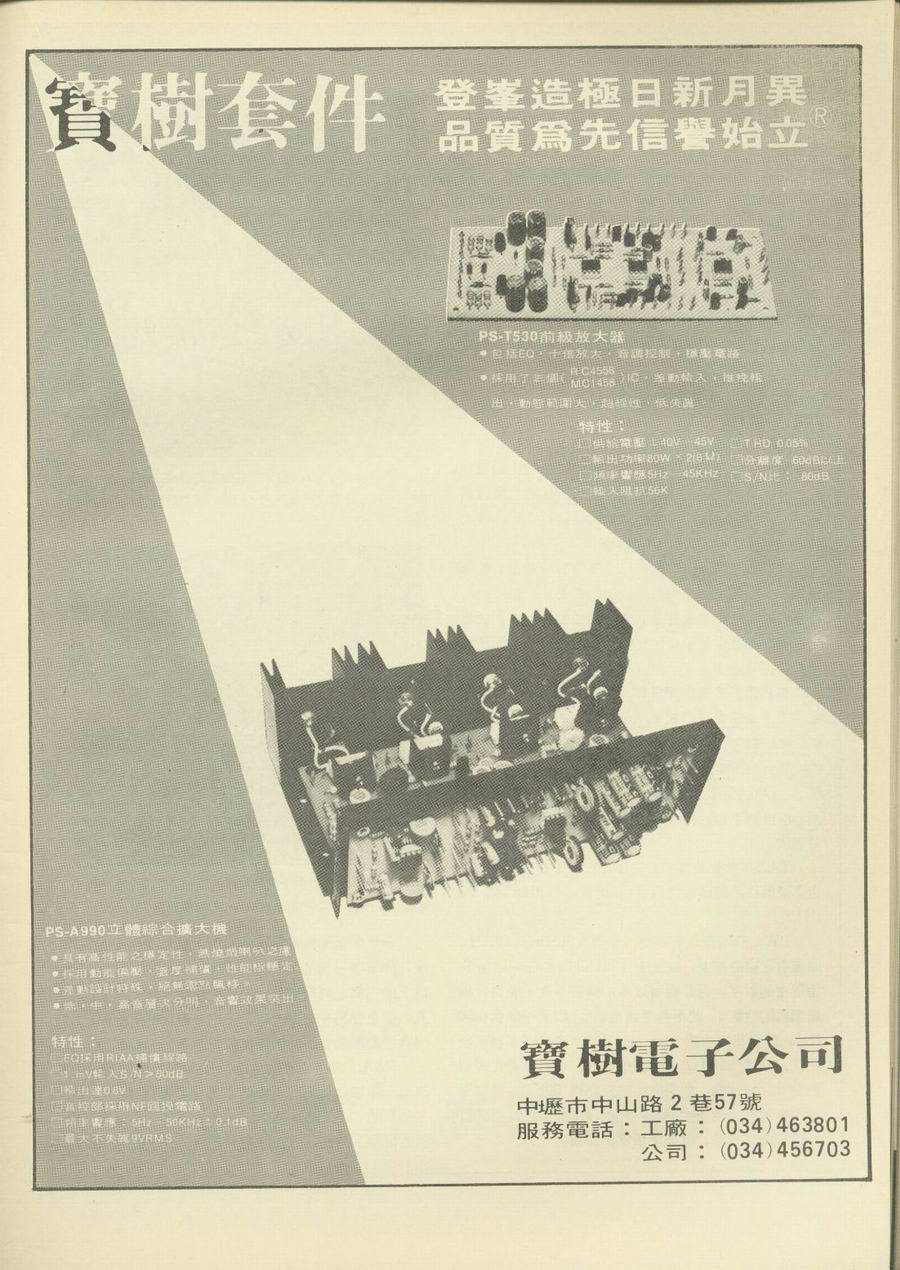 寶樹套件
登峯造極日新月異
品質爲先信譽始立®
PS-T530前級放大器
●包括EQ，十倍放大，音調控制，穩壓電路
●採用了三個(RC4558 MC1458)IC，差動輸入，推挽輸
出，動態範圍大，超線性，低失眞
特性：
□供給電壓±40V—45V
□輸出功率80W×2(8Ω)
□頻率響應5Hz—45KHz
□輸入阻抗56K
□THD 0.05%
□分離度 60dB以上
□S/N比： 80dB
PS-A990立體綜合擴大機
●具有高性能之穩定性，無燒燬喇叭之慮
●採用動態偏壓，溫度補償，性能極穩定
●差動設計特殊，絕無零點飄移。
●低，中，高音層次分明，音響效果突出
特性：
□EQ採用RIAA補償線路
□1 mV輸入S/N>80dB
□輸出達0.8V
□音控部採用NF回授電路
□頻率響應：5Hz—50KHz±0.1dB
□最大不失眞9VRMS
寶樹電子公司
中壢市中山路2巷57號
服務電話：工廠：(034)463801
公司：(034)456703